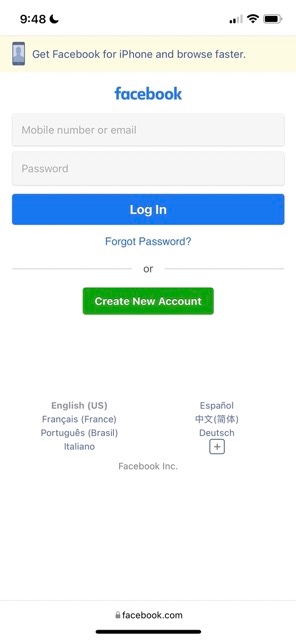 9:48
Get Facebook for iPhone and browse faster.
facebook
Mobile number or email
Password
Log In
Forgot Password?
or
Create New Account
English (US)
Español
Français (France)
中文(简体)
Português (Brasil)
Deutsch
Italiano
+
Facebook Inc.
facebook.com